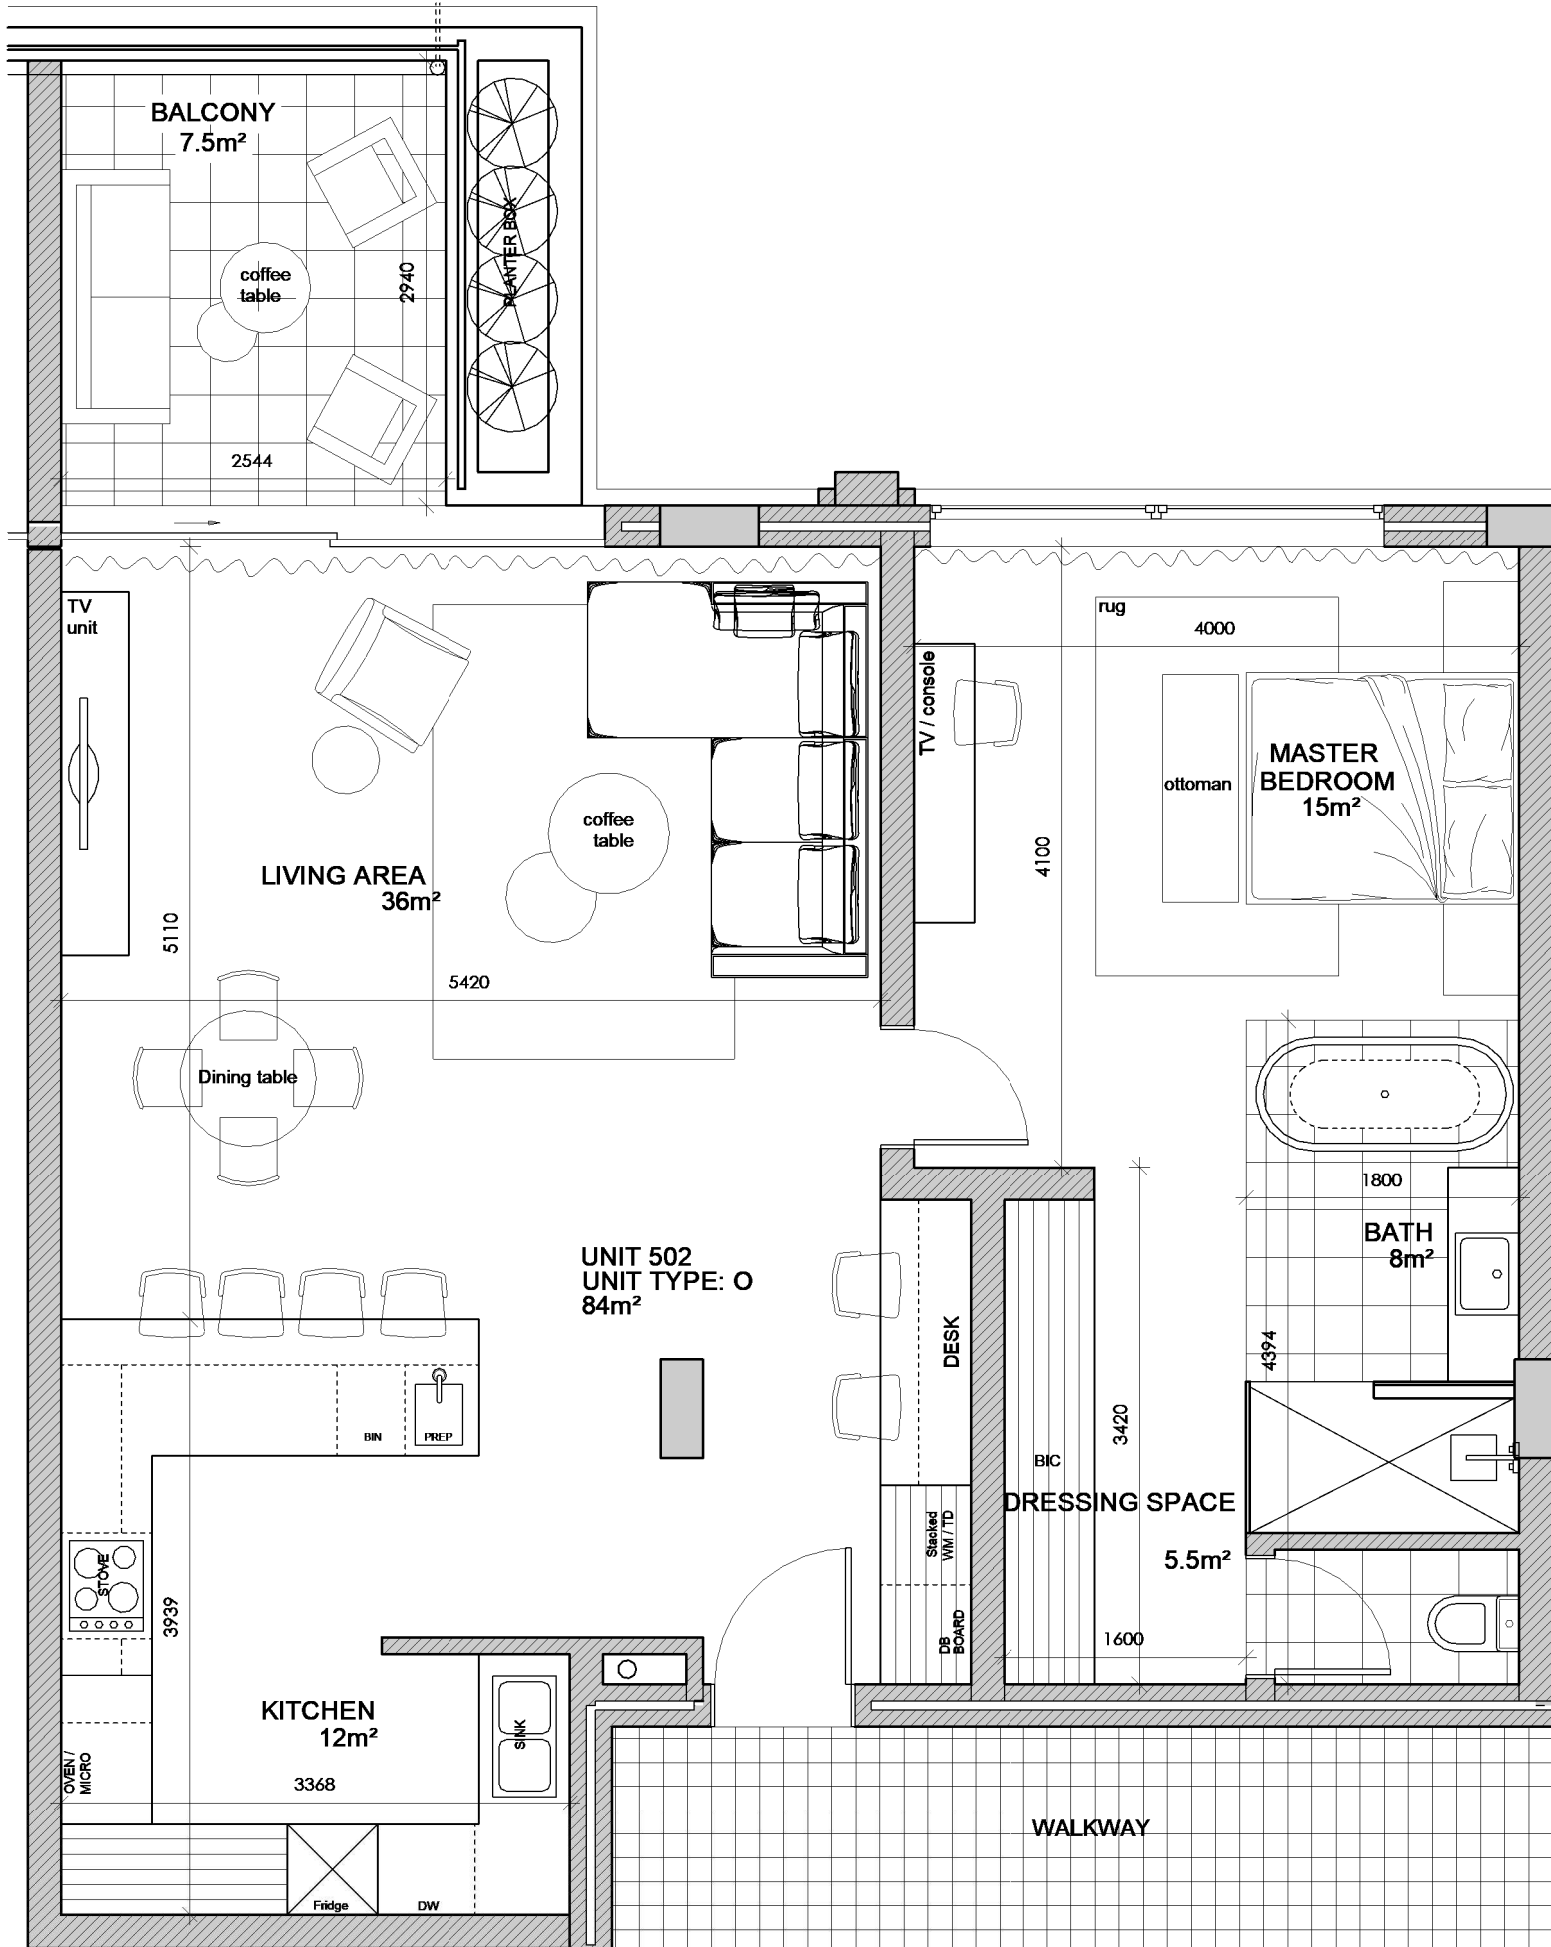 BALCONY
7.5m²
PLANTER BOX
coffee
table
2940
2544
TV
unit
rug
4000
TV / console
MASTER
BEDROOM
15m²
ottoman
coffee
table
4100
LIVING AREA
36m²
5110
5420
Dining table
1800
BATH
8m²
UNIT 502
UNIT TYPE: O
84m²
DESK
4394
3420
BIN
PREP
BIC
DRESSING SPACE
5.5m²
Stacked
WM / TD
STOVE
3939
DB
BOARD
1600
KITCHEN
12m²
SINK
OVEN /
MICRO
3368
WALKWAY
Fridge
DW